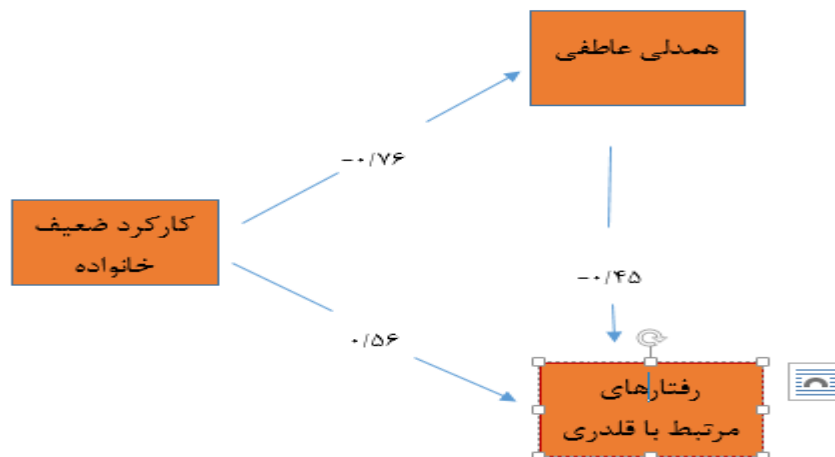 همدلی عاطفی
-۰/۷۶
کارکرد ضعیف
خانواده
-۰/۴۵
۰/۵۶
رفتارهای
مرتبط با قلدری